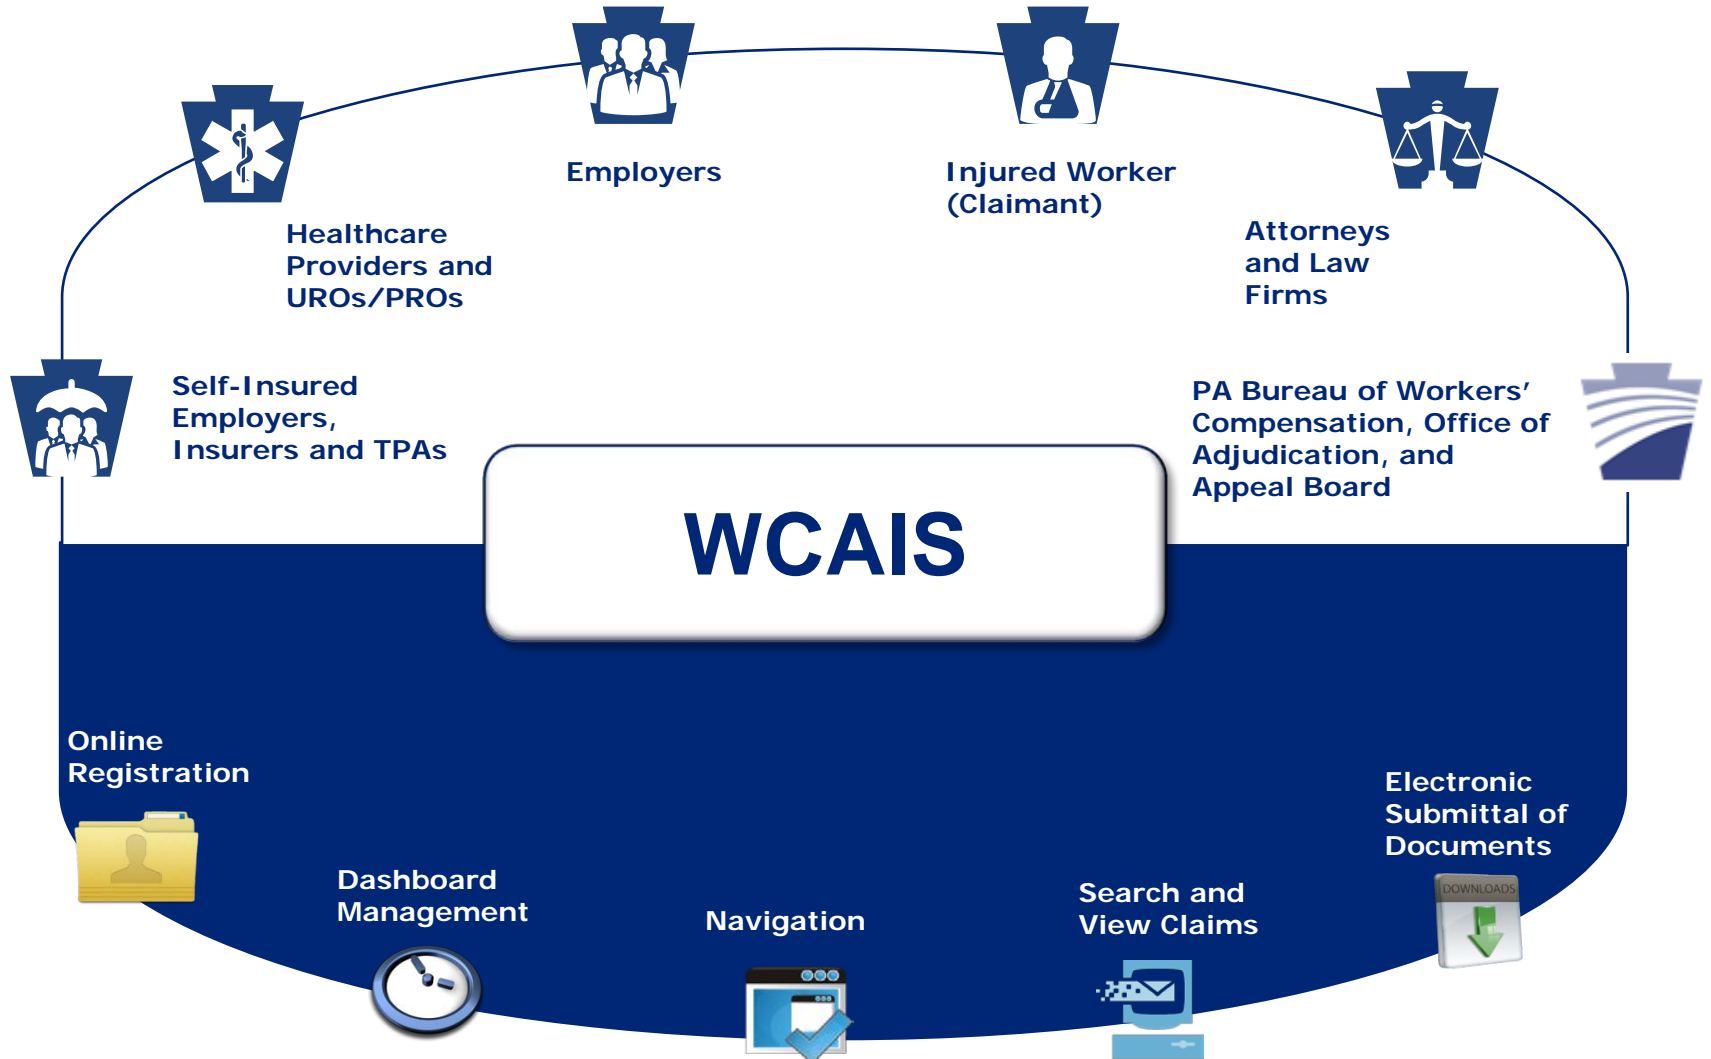 Employers
Injured Worker
(Claimant)
Healthcare
Providers and
UROs/PROs
Attorneys
and Law
Firms
Self-Insured
Employers,
Insurers and TPAs
PA Bureau of Workers’
Compensation, Office of
Adjudication, and
Appeal Board
WCAIS
Online
Registration
Dashboard
Management
Navigation
Search and
View Claims
Electronic
Submittal of
Documents
DOWNLOADS